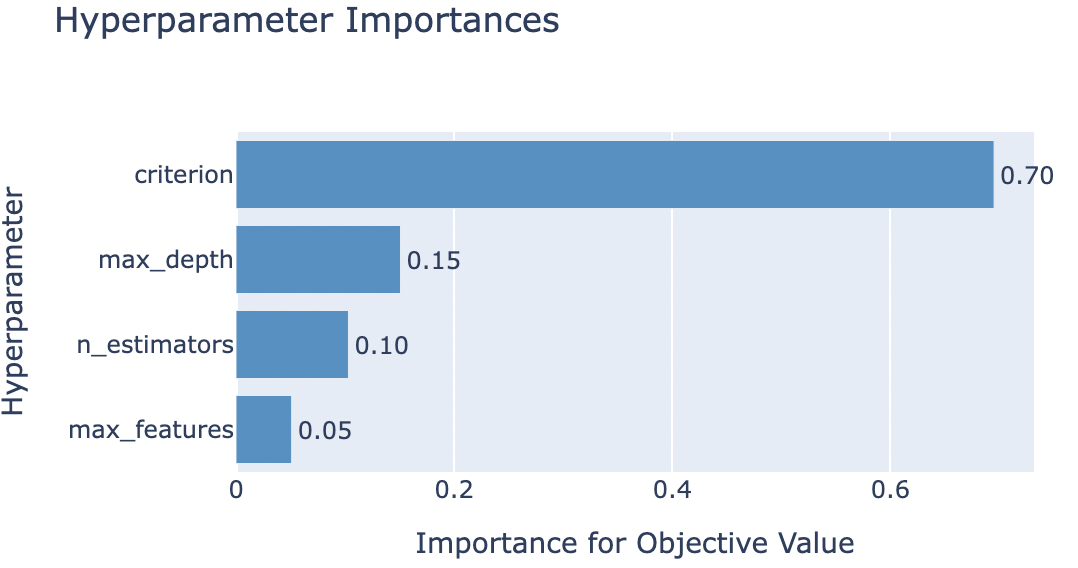 Hyperparameter Importances
Hyperparameter
criterion
0.70
max_depth
0.15
n_estimators
0.10
max_features
0.05
0
0.2
0.4
0.6
Importance for Objective Value